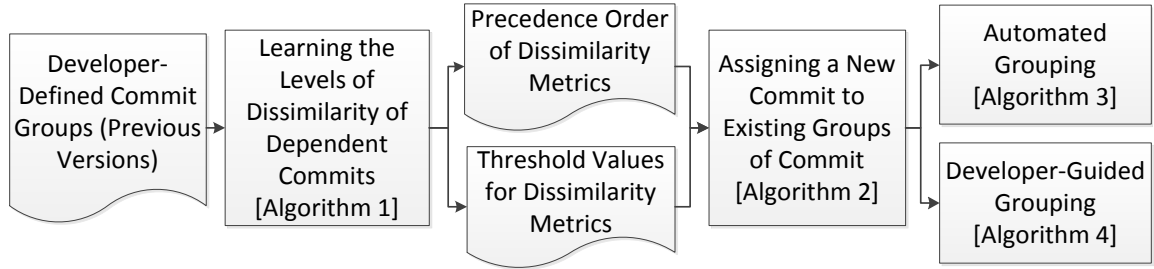 Developer-
Defined Commit
Groups (Previous
Versions)
Learning the
Levels of
Dissimilarity of
Dependent
Commits
[Algorithm 1]
Precedence Order
of Dissimilarity
Metrics
Threshold Values
for Dissimilarity
Metrics
Assigning a New
Commit to
Existing Groups
of Commit
[Algorithm 2]
Automated
Grouping
[Algorithm 3]
Developer-Guided
Grouping
[Algorithm 4]